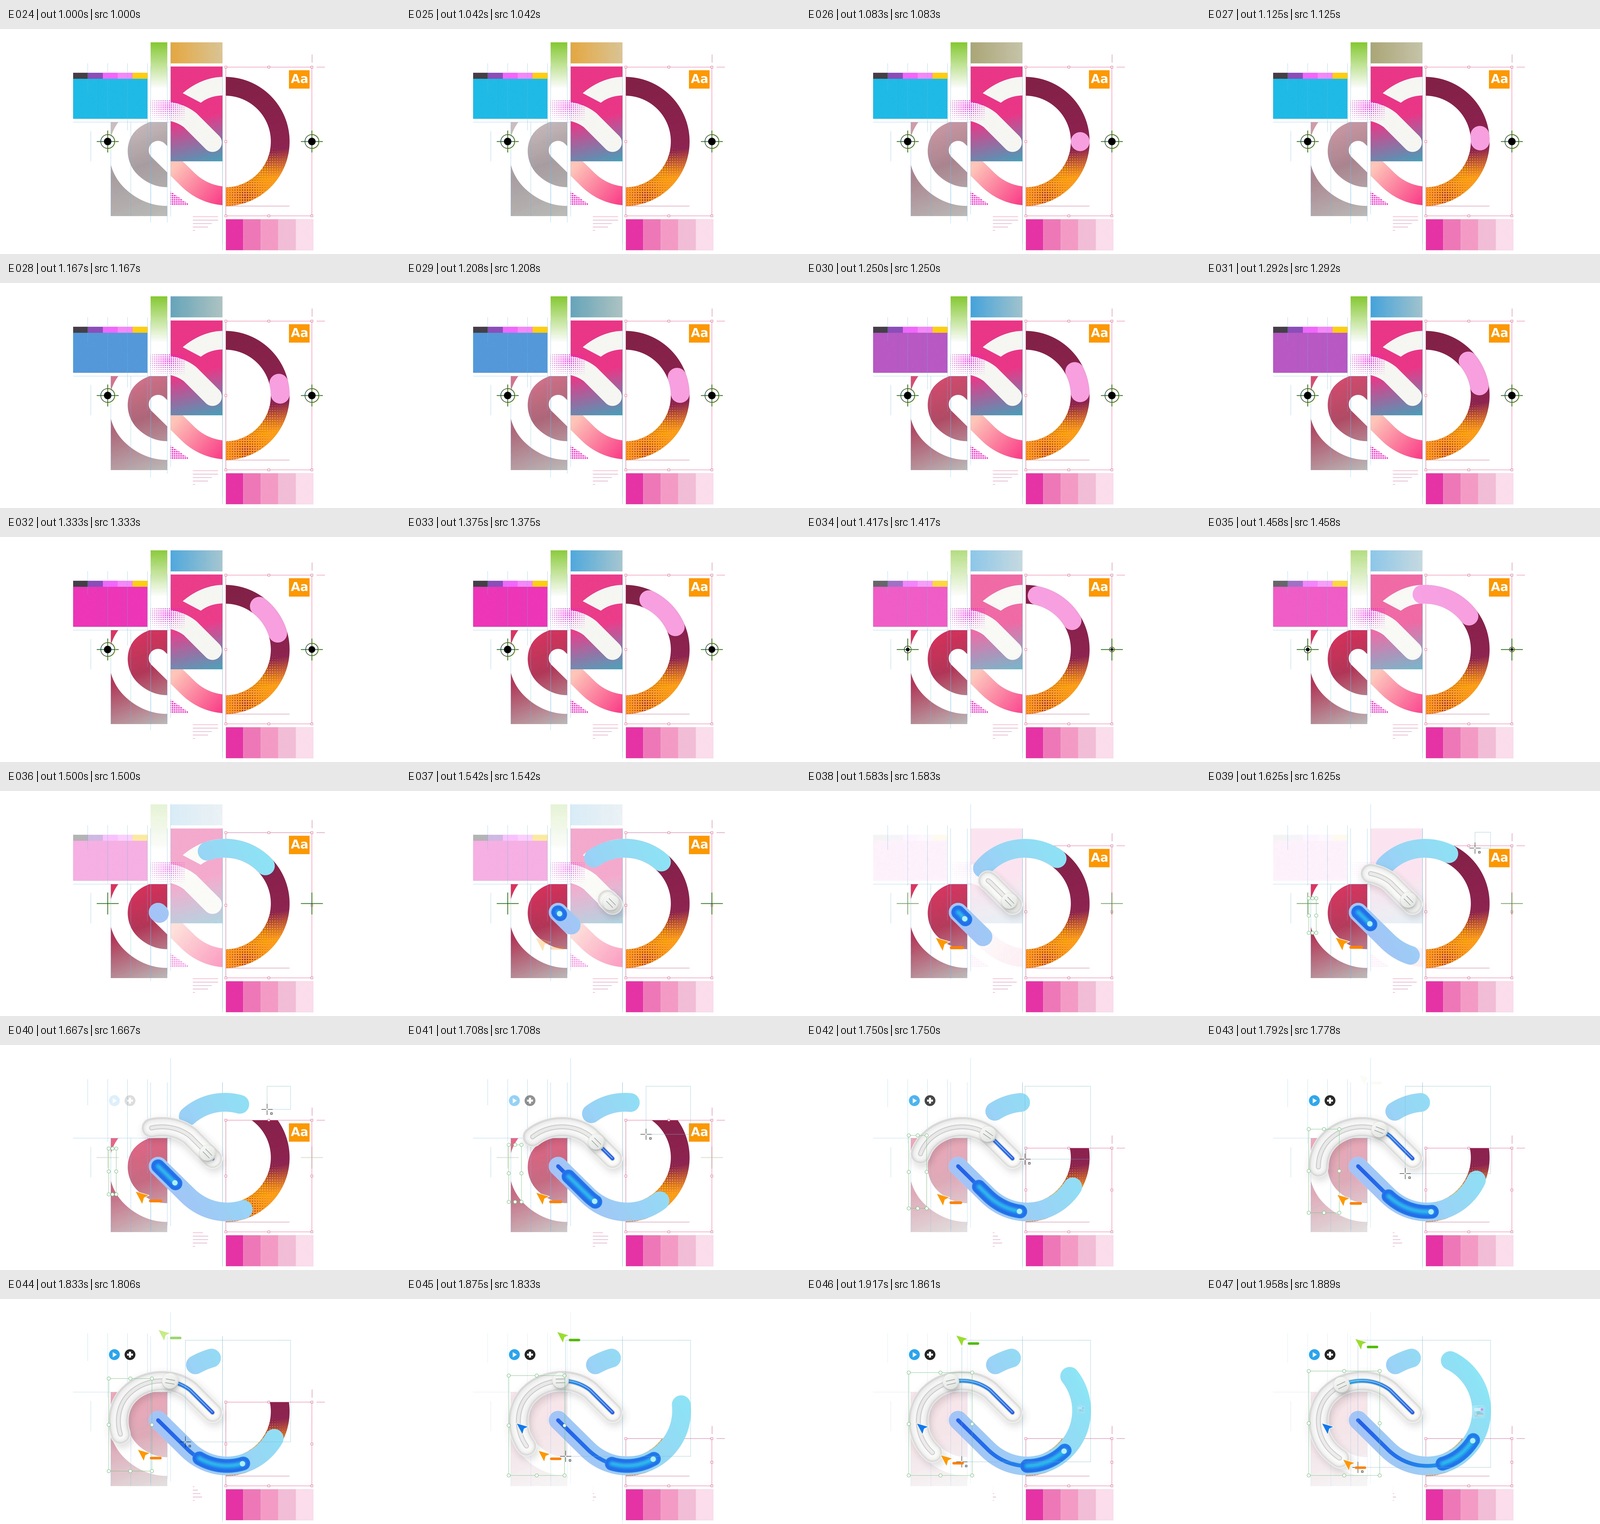 E024 | out 1.000s | src 1.000s
E025 | out 1.042s | src 1.042s
E026 | out 1.083s | src 1.083s
E027 | out 1.125s | src 1.125s
Aa
Aa
Aa
Aa
E028 | out 1.167s | src 1.167s
E029 | out 1.208s | src 1.208s
E030 | out 1.250s | src 1.250s
E031 | out 1.292s | src 1.292s
Aa
Aa
Aa
Aa
E032 | out 1.333s | src 1.333s
E033 | out 1.375s | src 1.375s
E034 | out 1.417s | src 1.417s
E035 | out 1.458s | src 1.458s
Aa
Aa
Aa
Aa
E036 | out 1.500s | src 1.500s
E037 | out 1.542s | src 1.542s
E038 | out 1.583s | src 1.583s
E039 | out 1.625s | src 1.625s
Aa
Aa
Aa
Aa
E040 | out 1.667s | src 1.667s
E041 | out 1.708s | src 1.708s
E042 | out 1.750s | src 1.750s
E043 | out 1.792s | src 1.778s
Aa
Aa
E044 | out 1.833s | src 1.806s
E045 | out 1.875s | src 1.833s
E046 | out 1.917s | src 1.861s
E047 | out 1.958s | src 1.889s